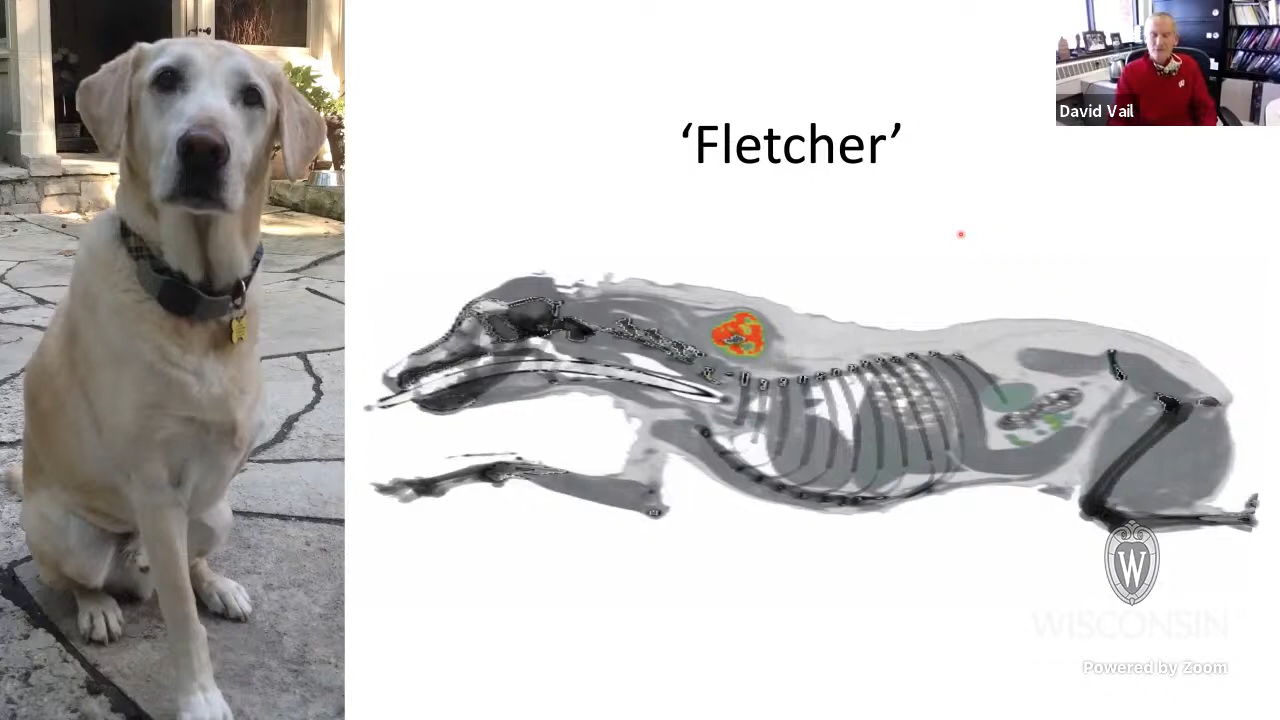 David Vail
‘Fletcher’
W
WISCONSIN
Powered by Zoom